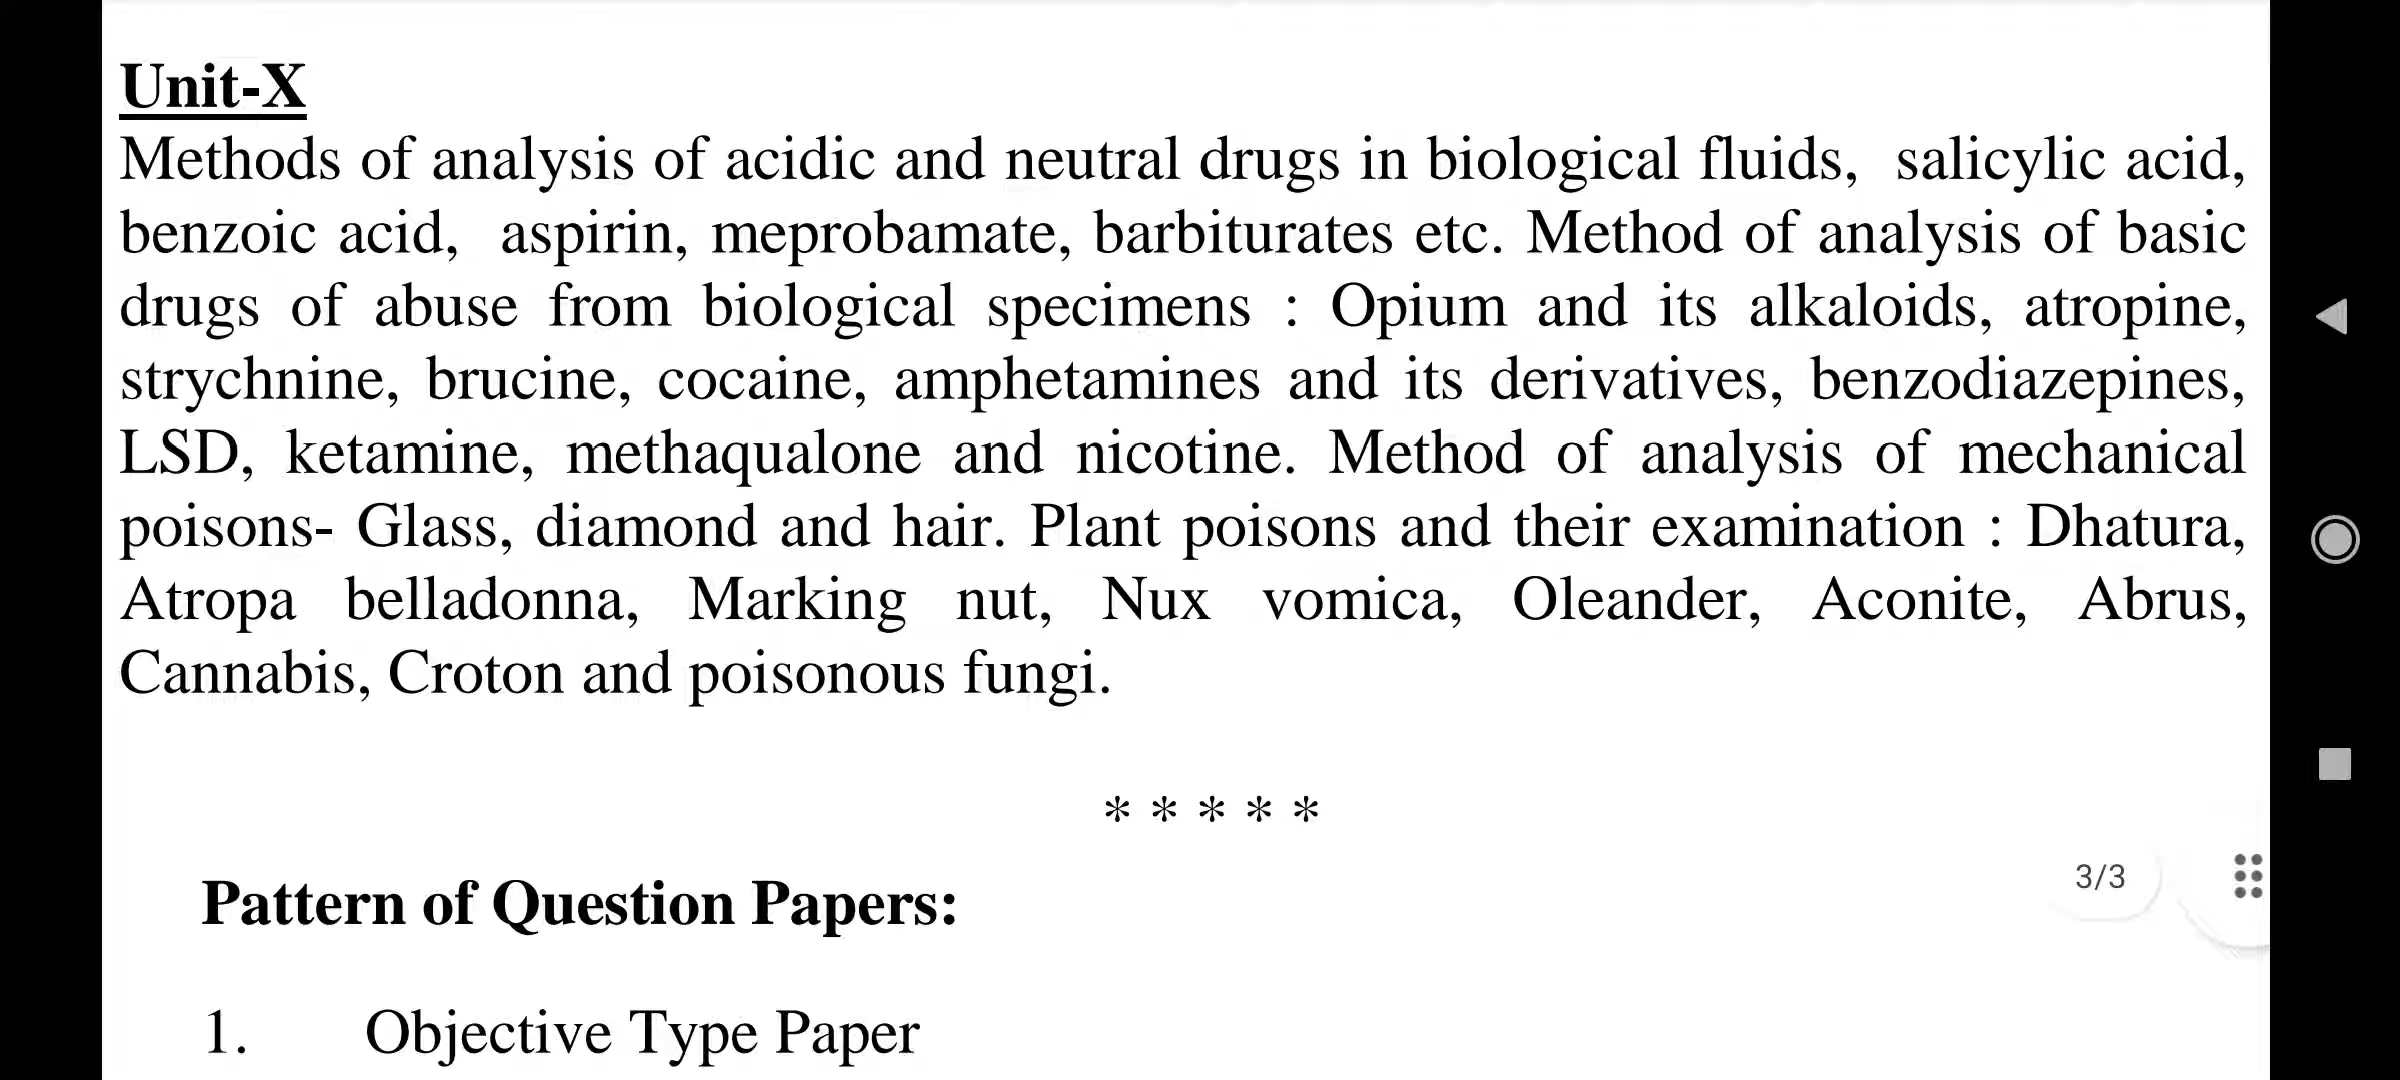 Unit-X
Methods of analysis of acidic and neutral drugs in biological fluids, salicylic acid,
benzoic acid, aspirin, meprobamate, barbiturates etc. Method of analysis of basic
drugs of abuse from biological specimens : Opium and its alkaloids, atropine,
strychnine, brucine, cocaine, amphetamines and its derivatives, benzodiazepines,
LSD, ketamine, methaqualone and nicotine. Method of analysis of mechanical
poisons- Glass, diamond and hair. Plant poisons and their examination : Dhatura,
Atropa belladonna, Marking nut, Nux vomica, Oleander, Aconite, Abrus,
Cannabis, Croton and poisonous fungi.
* * * * *
3/3
Pattern of Question Papers:
1. Objective Type Paper